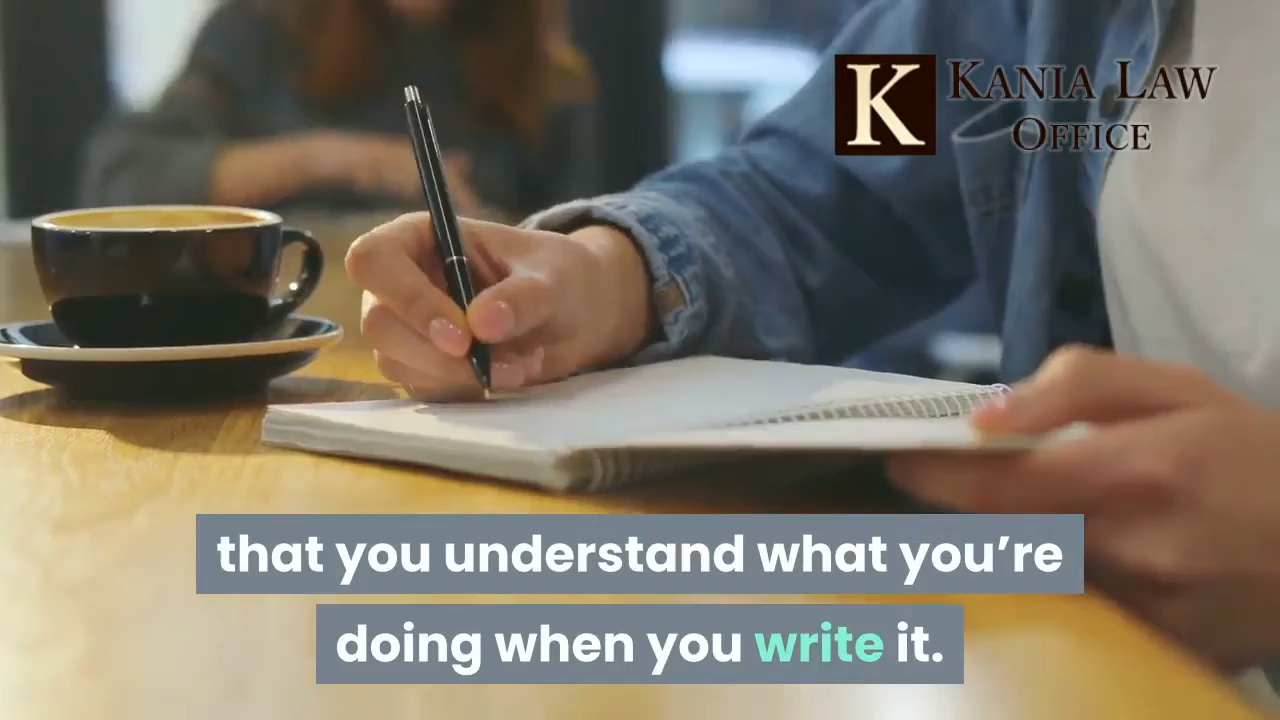 K
KANIA LAW
OFFICE
that you understand what you’re
doing when you write it.